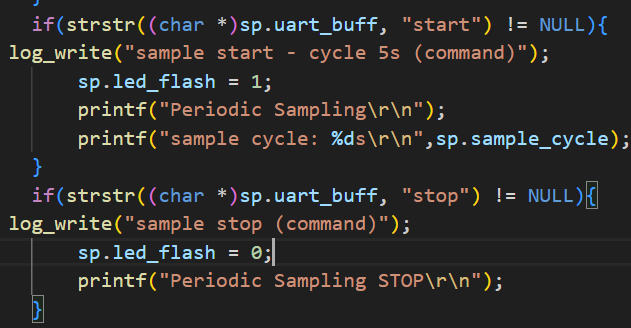 }
if(strstr((char *)sp.uart_buff, "start") != NULL){
log_write("sample start - cycle 5s (command)");
sp.led_flash = 1;
printf("Periodic Sampling\r\n");
printf("sample cycle: %ds\r\n",sp.sample_cycle);
}
if(strstr((char *)sp.uart_buff, "stop") != NULL){
log_write("sample stop (command)");
sp.led_flash = 0;
printf("Periodic Sampling STOP\r\n");
}